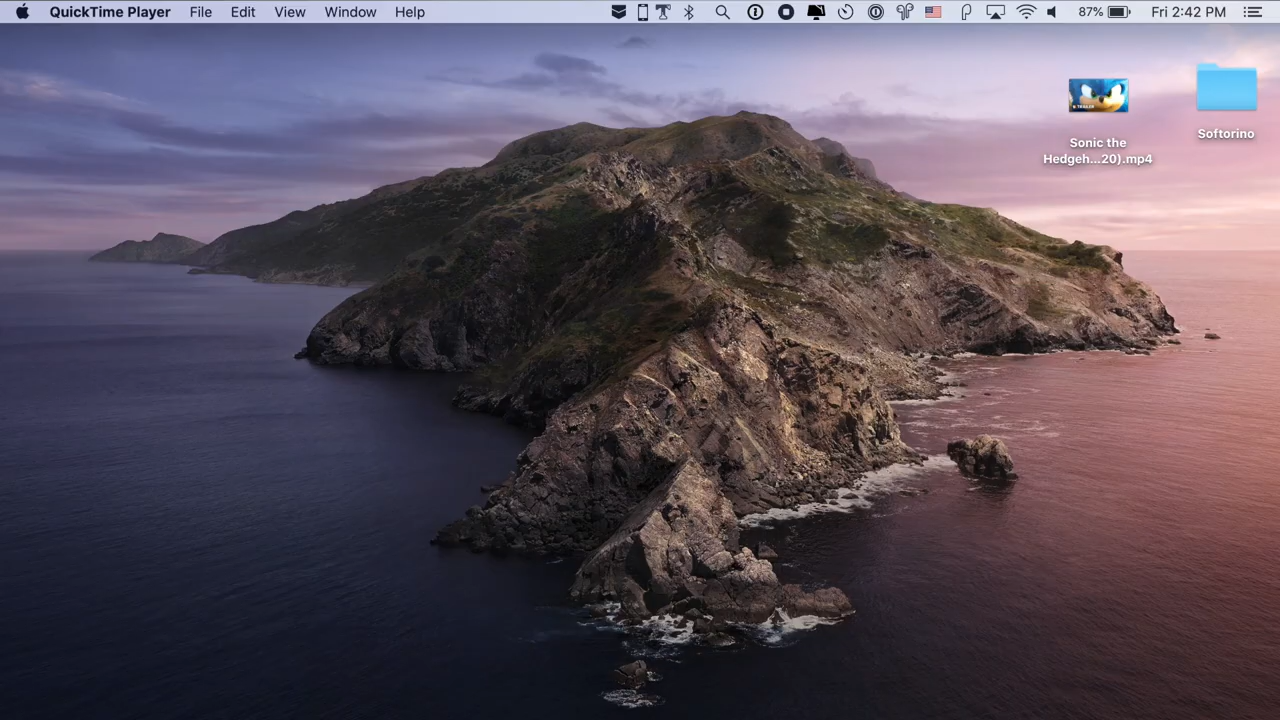 QuickTime Player File Edit View Window Help 87% Fri 2:42 PM
Sonic the
Hedgeh...20).mp4
Softorino